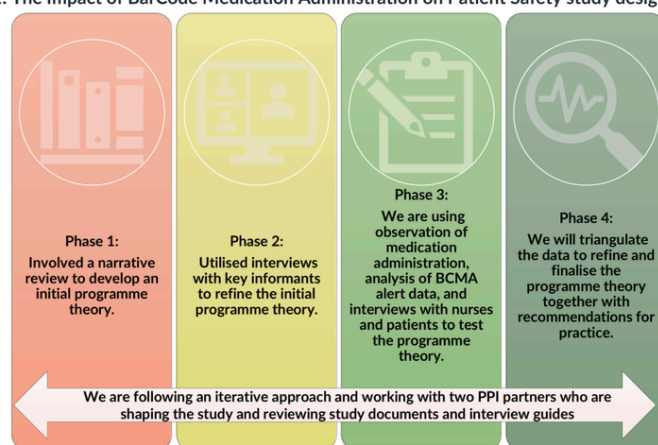 The Impact of BarCode Medication Administration on Patient Safety study desig
Phase 1:
Involved a narrative
review to develop an
initial programme
theory.
Phase 2:
Utilised interviews
with key informants
to refine the initial
programme theory.
Phase 3:
We are using
observation of
medication
administration,
analysis of BCMA
alert data, and
interviews with nurses
and patients to test
the programme
theory.
Phase 4:
We will triangulate
the data to refine and
finalise the
programme theory
together with
recommendations for
practice.
We are following an iterative approach and working with two PPI partners who are
shaping the study and reviewing study documents and interview guides